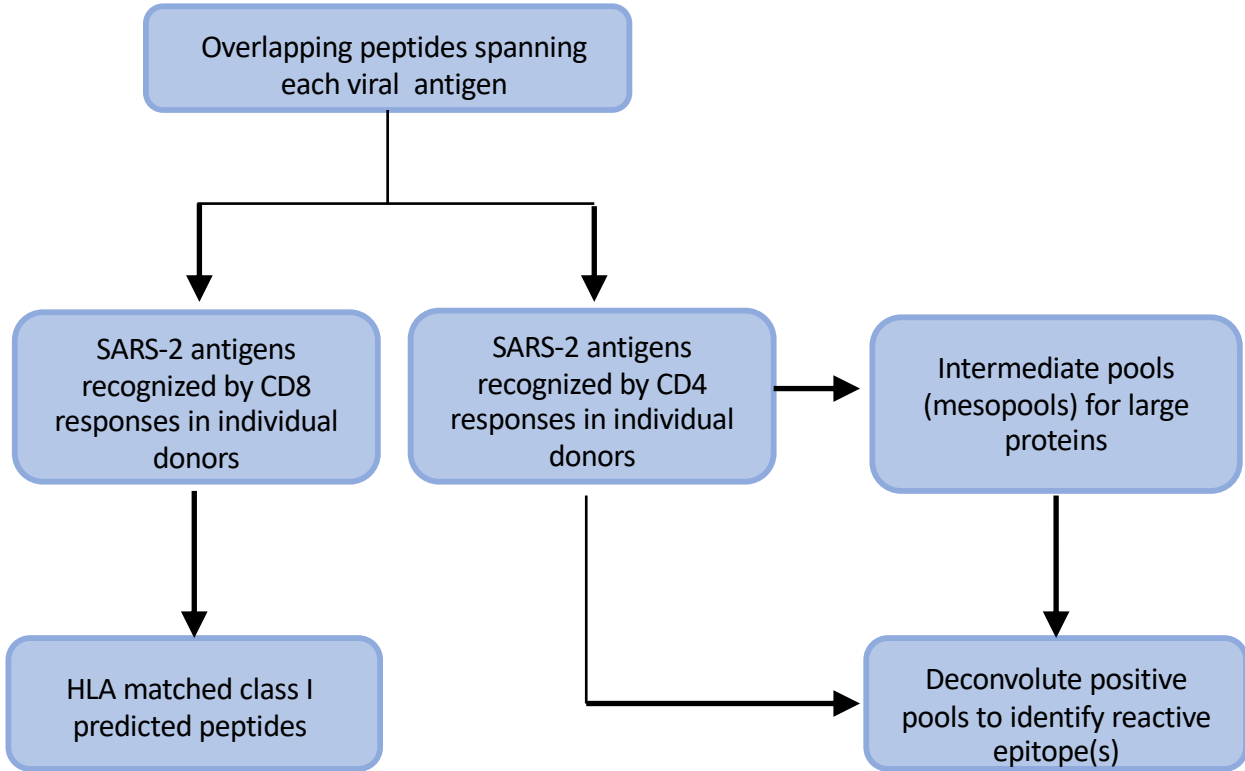 Overlapping peptides spanning
each viral antigen
SARS-2 antigens
recognized by CD8
responses in individual
donors
SARS-2 antigens
recognized by CD4
responses in individual
donors
Intermediate pools
(mesopools) for large
proteins
HLA matched class I
predicted peptides
Deconvolute positive
pools to identify reactive
epitope(s)